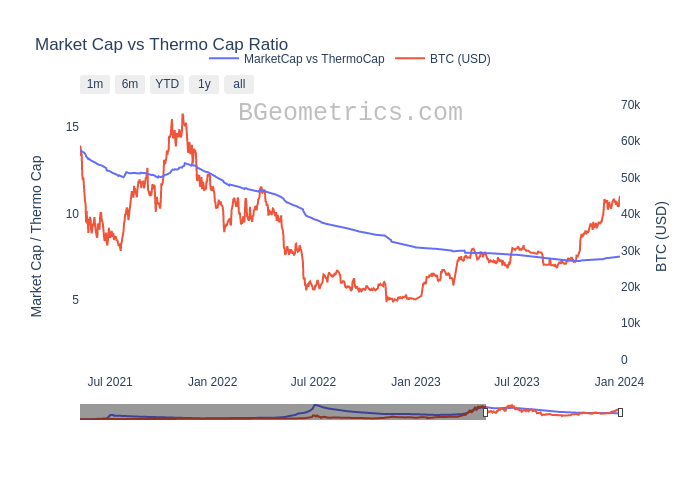 Market Cap vs Thermo Cap Ratio
MarketCap vs ThermoCap
BTC (USD)
1m
6m
YTD
1y
all
BGeometrics.com
15
10
5
Market Cap / Thermo Cap
70k
60k
50k
40k
30k
20k
10k
0
BTC (USD)
Jul 2021
Jan 2022
Jul 2022
Jan 2023
Jul 2023
Jan 2024